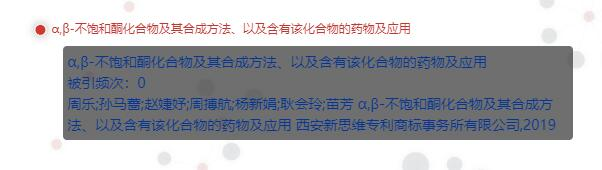 α,β-不饱和酮化合物及其合成方法、以及含有该化合物的药物及应用
α,β-不饱和酮化合物及其合成方法、以及含有该化合物的药物及应用
被引频次：0
周乐;孙马蕾;赵婕妤;周搏航;杨新娟;耿会玲;苗芳 α,β-不饱和酮化合物及其合成方
法、以及含有该化合物的药物及应用 西安新思维专利商标事务所有限公司,2019